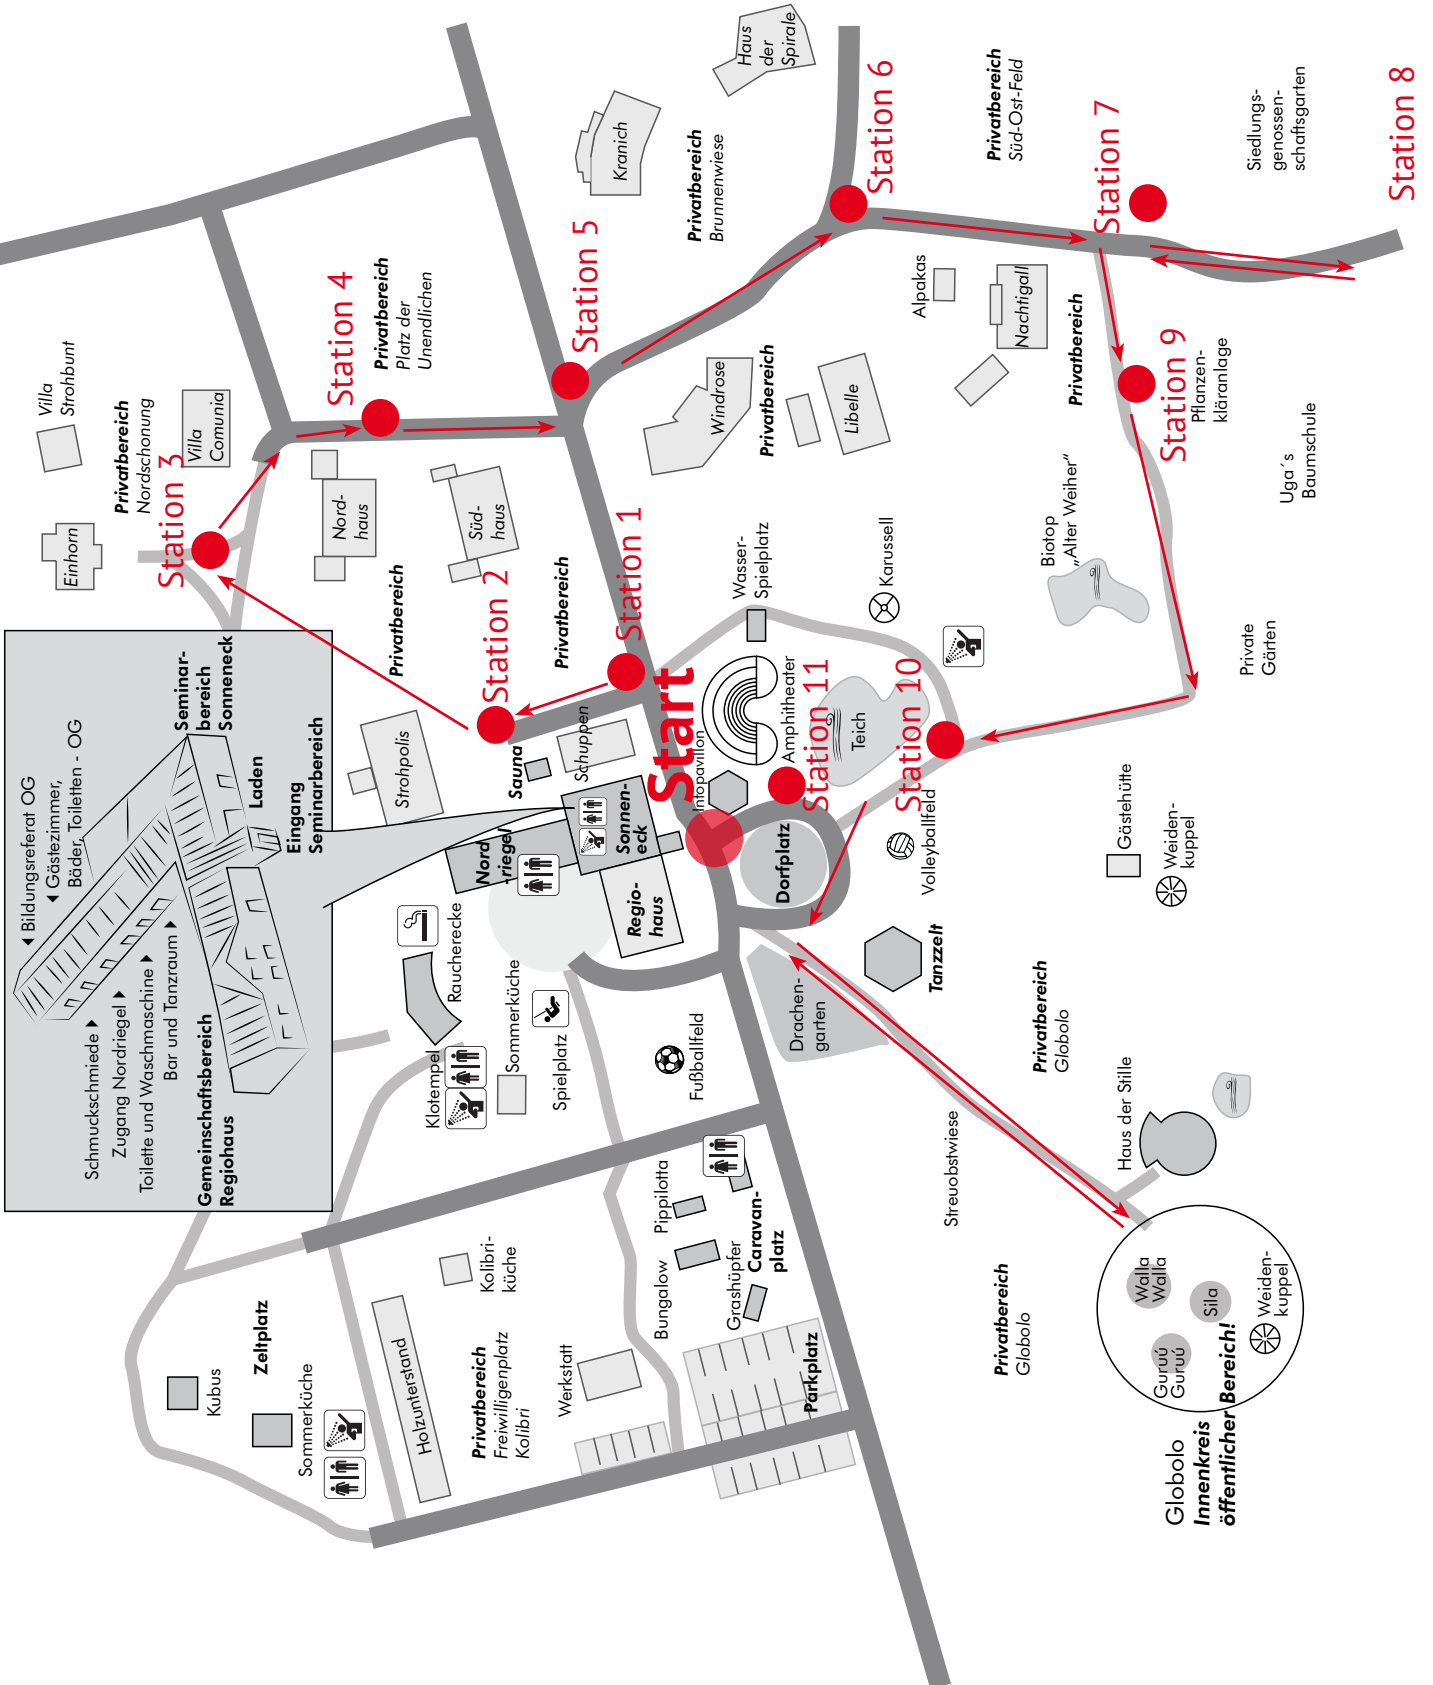 ◀ Bildungsreferat OG
◀ Gästezimmer,
Bäder, Toiletten - OG
Seminar-
bereich
Sonneneck
Laden
Eingang
Seminarbereich
Schmuckschmiede ▶
Zugang Nordriegel ▶
Toilette und Waschmaschine ▶
Bar und Tanzraum ▶
Gemeinschaftsbereich
Regiohaus
Villa
Strohbunt
Privatbereich
Nordschonung
Einhorn
Villa
Comunia
Station 3
Station 4
Privatbereich
Platz der
Unendlichen
Nord-
haus
Süd-
haus
Privatbereich
Privatbereich
Station 2
Station 1
Station 5
Kranich
Haus
der
Spirale
Privatbereich
Brunnenwiese
Station 6
Privatbereich
Süd-Ost-Feld
Station 7
Siedlungs-
genossen-
schaftsgarten
Station 8
Alpakas
Nachtigall
Privatbereich
Windrose
Privatbereich
Libelle
Station 9
Pflanzen-
kläranlage
Uga´s
Baumschule
Biotop
„Alter Weiher“
Private
Gärten
Wasser-
Spielplatz
Karussell
Amphitheater
Station 11
Teich
Station 10
Start
Infopavillon
Strohpolis
Sauna
Schuppen
Nord
-riegel
Sonnen-
eck
Regio-
haus
Dorfplatz
Volleyballfeld
Gästehütte
Weiden-
kuppel
Tanzzelt
Raucherecke
Klotempel
Sommerküche
Spielplatz
Fußballfeld
Drachen-
garten
Privatbereich
Globolo
Haus der Stille
Streuobstwiese
Pippilotta
Bungalow
Grashüpfer
Caravan-
platz
Kolibri-
küche
Zeltplatz
Kubus
Sommerküche
Holzunterstand
Privatbereich
Freiwilligenplatz
Kolibri
Werkstatt
Parkplatz
Privatbereich
Globolo
Walla
Walla
Sila
Guruú
Guruú
Weiden-
kuppel
Globolo
Innenkreis
öffentlicher Bereich!